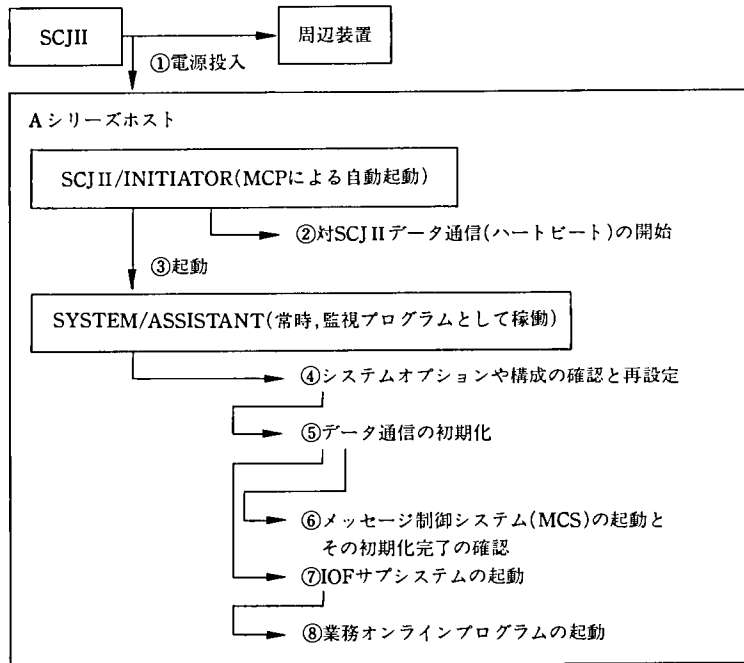 SCJII
周辺装置
①電源投入
Aシリーズホスト
SCJII/INITIATOR(MCPによる自動起動)
②対SCJIIデータ通信(ハートビート)の開始
③起動
SYSTEM/ASSISTANT(常時,監視プログラムとして稼働)
④システムオプションや構成の確認と再設定
⑤データ通信の初期化
⑥メッセージ制御システム(MCS)の起動と
その初期化完了の確認
⑦IOFサブシステムの起動
⑧業務オンラインプログラムの起動